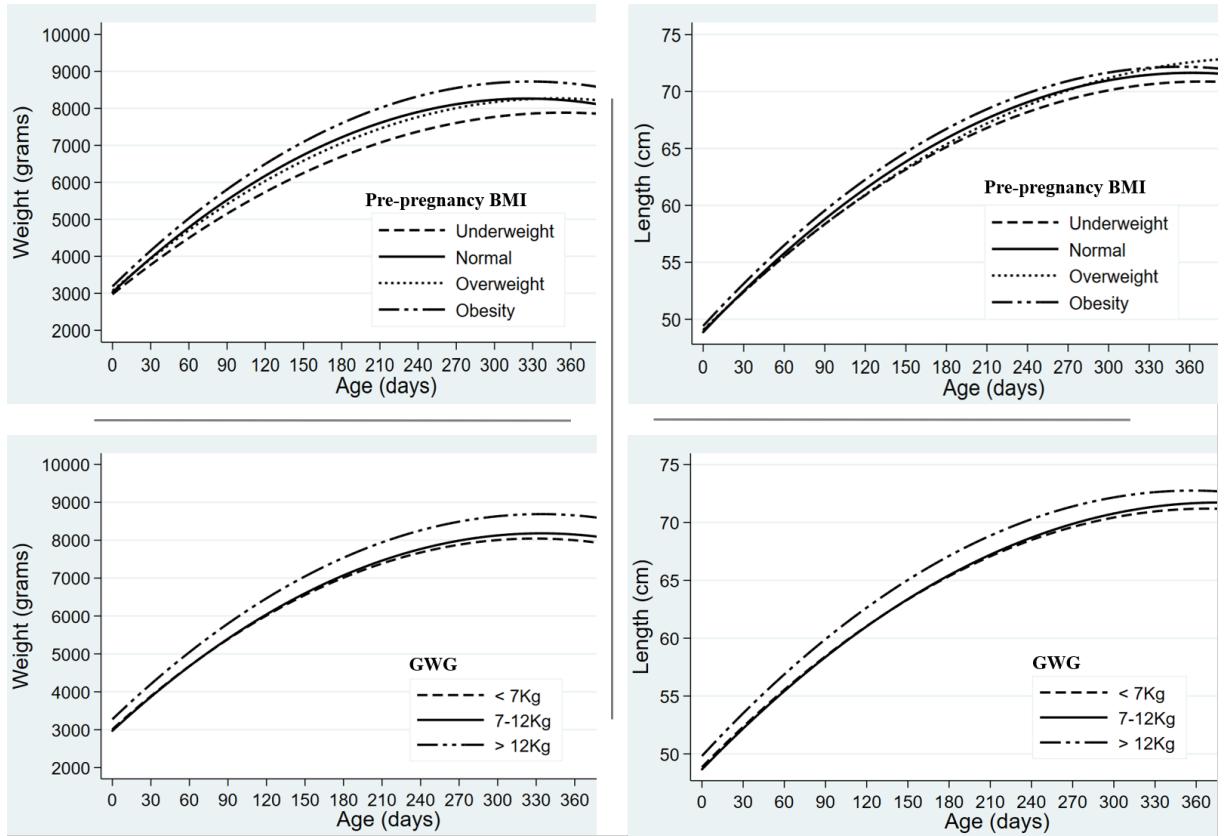 10000
9000
8000
7000
6000
5000
4000
3000
2000
Weight (grams)
Pre-pregnancy BMI
Underweight
Normal
Overweight
Obesity
0 30 60 90 120 150 180 210 240 270 300 330 360
Age (days)
75
70
65
60
55
50
Length (cm)
Pre-pregnancy BMI
Underweight
Normal
Overweight
Obesity
0 30 60 90 120 150 180 210 240 270 300 330 360
Age (days)
10000
9000
8000
7000
6000
5000
4000
3000
2000
Weight (grams)
GWG
< 7Kg
7-12Kg
> 12Kg
0 30 60 90 120 150 180 210 240 270 300 330 360
Age (days)
75
70
65
60
55
50
Length (cm)
GWG
< 7Kg
7-12Kg
> 12Kg
0 30 60 90 120 150 180 210 240 270 300 330 360
Age (days)